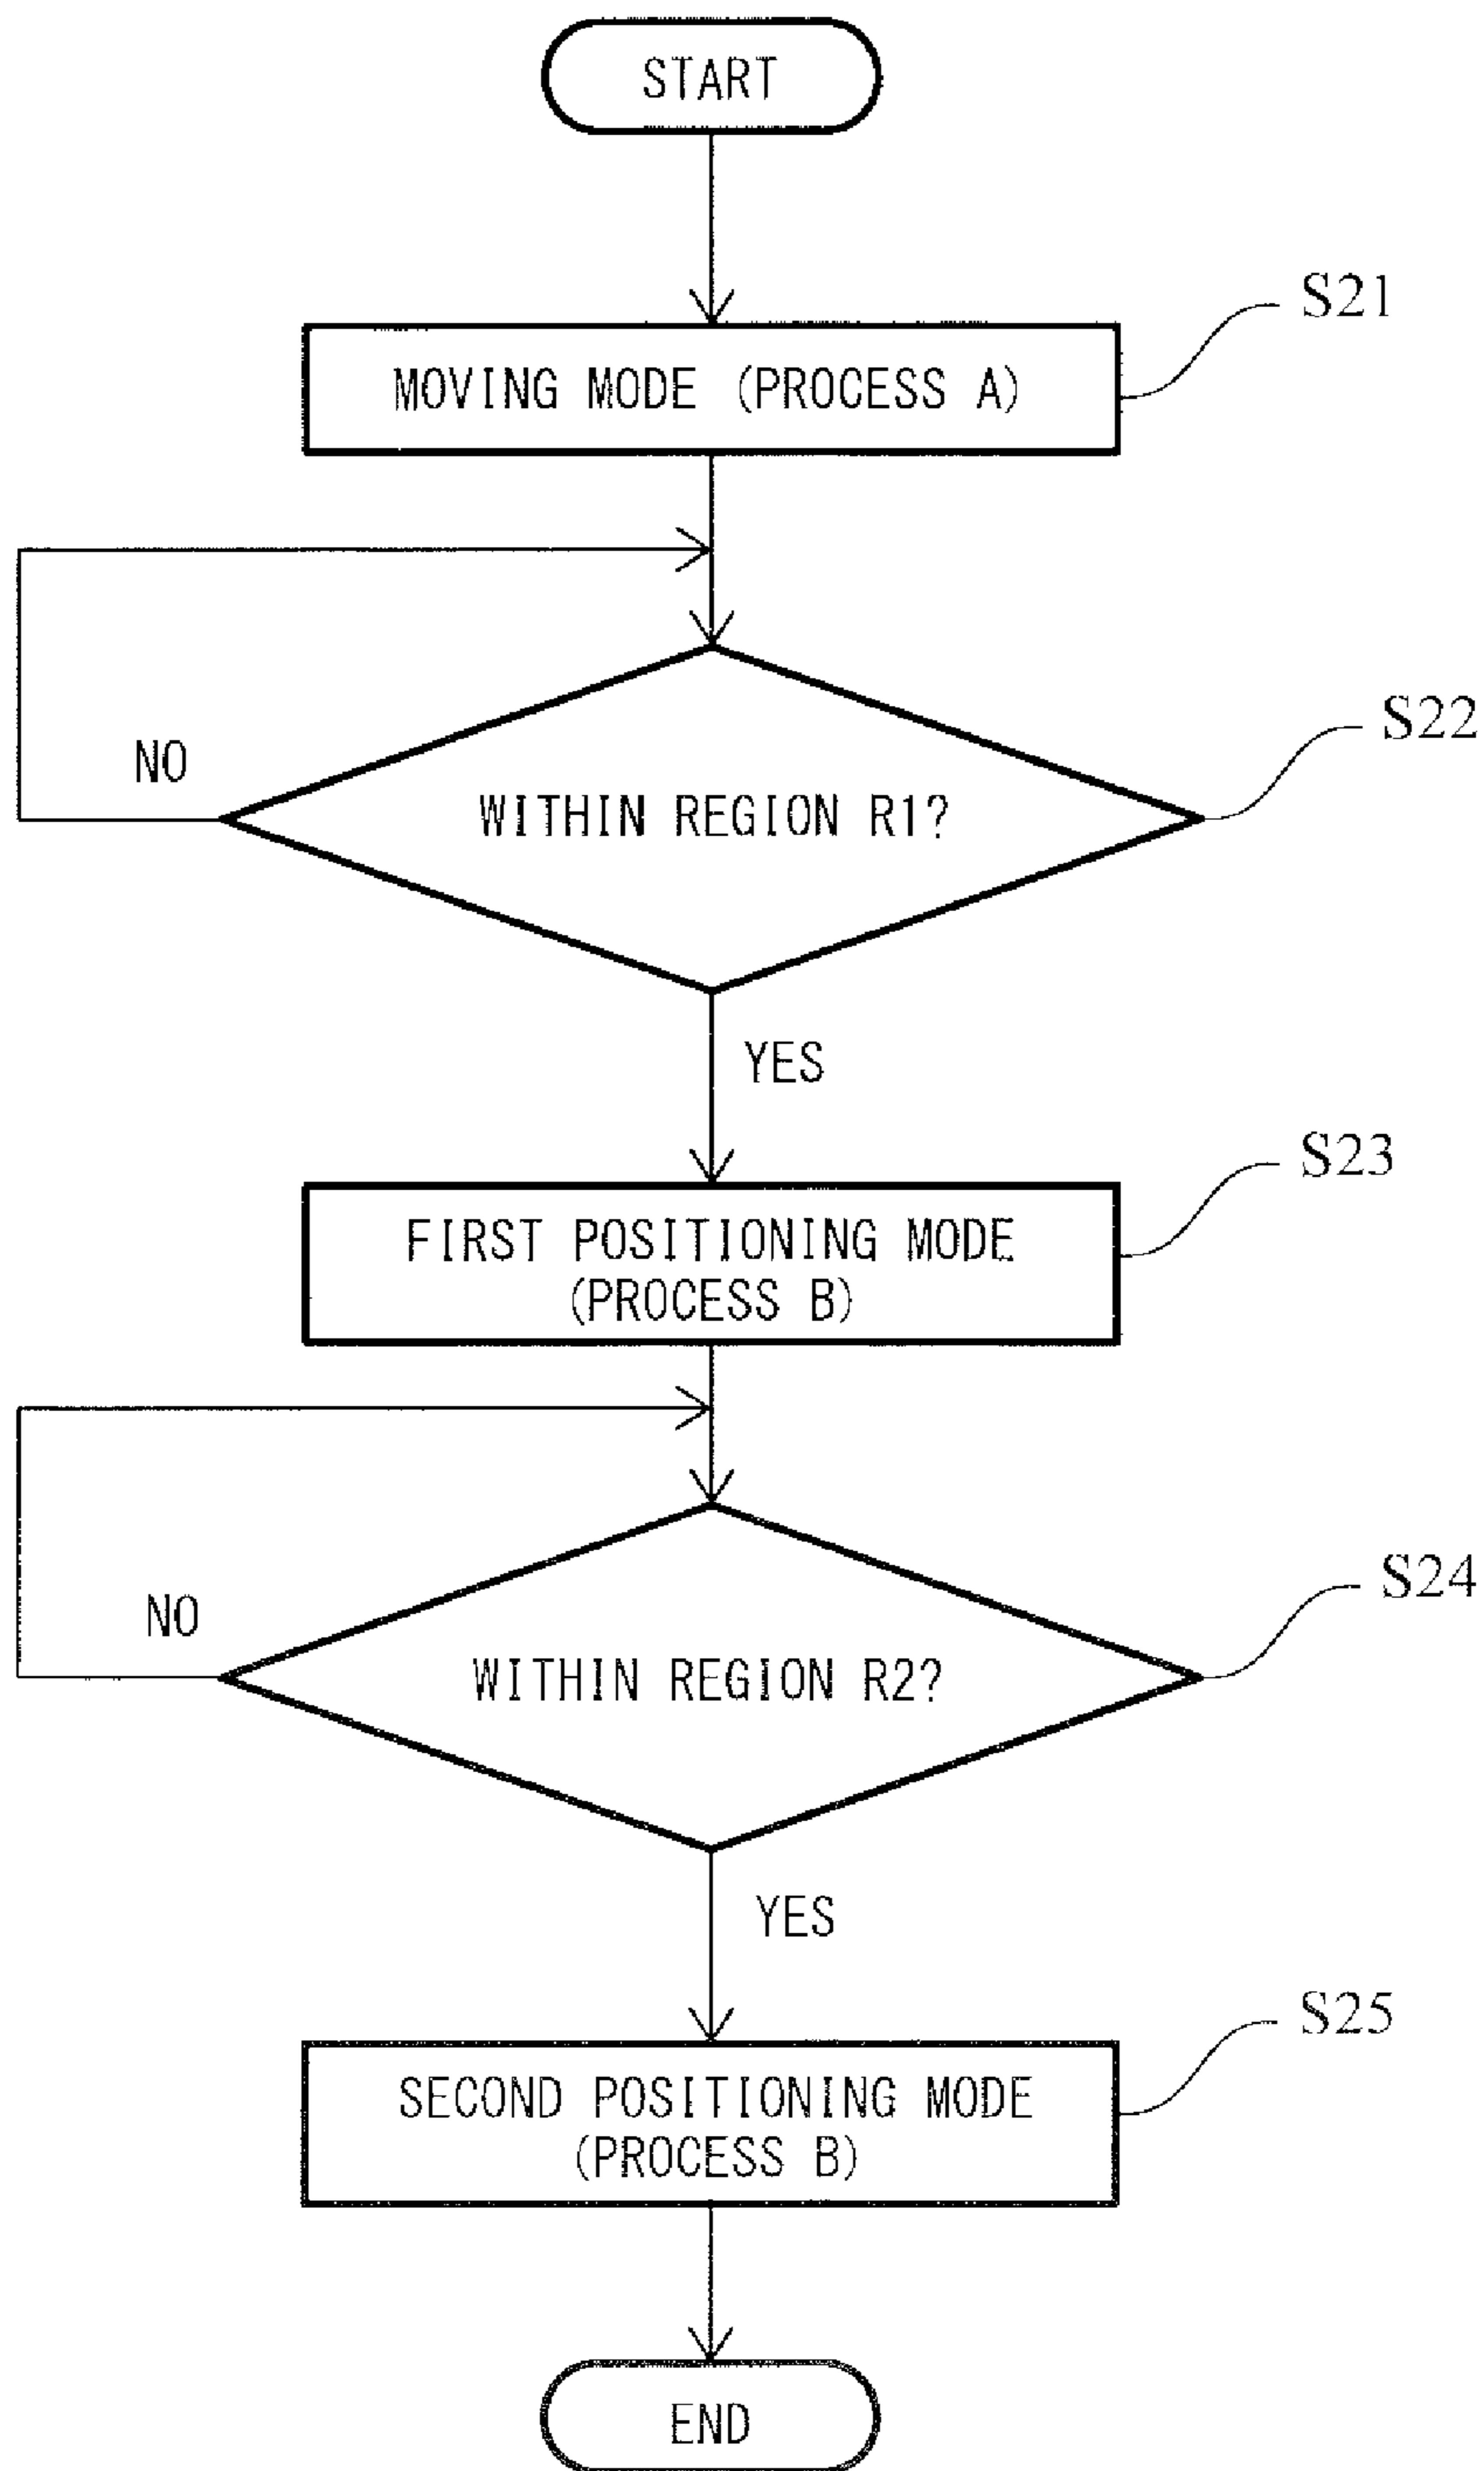 START
S21
MOVING MODE (PROCESS A)
S22
NO
WITHIN REGION R1?
YES
S23
FIRST POSITIONING MODE
(PROCESS B)
S24
NO
WITHIN REGION R2?
YES
S25
SECOND POSITIONING MODE
(PROCESS B)
END